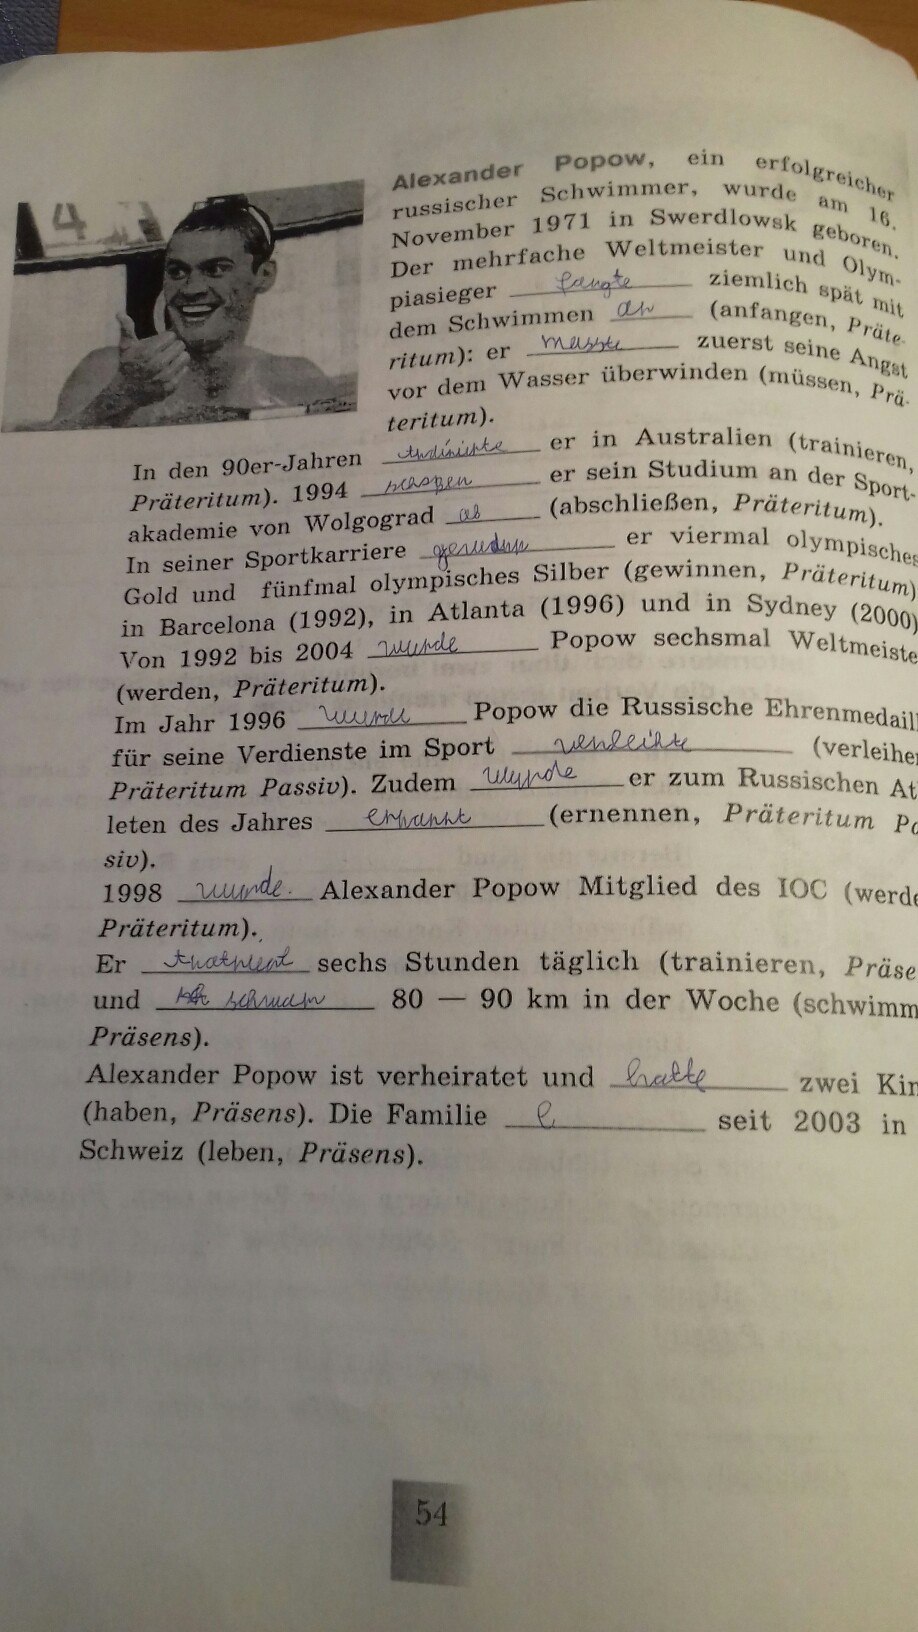 4
Alexander Popow, ein erfolgreicher
russischer Schwimmer, wurde am 16.
November 1971 in Swerdlowsk geboren.
Der mehrfache Weltmeister und Olym-
piasieger fangte ziemlich spät mit
dem Schwimmen an (anfangen, Präte-
ritum): er musste zuerst seine Angst
vor dem Wasser überwinden (müssen, Prä-
teritum).
In den 90er-Jahren er in Australien (trainieren,
Präteritum). 1994 er sein Studium an der Sport-
akademie von Wolgograd ab (abschließen, Präteritum).
In seiner Sportkarriere er viermal olympisches
Gold und fünfmal olympisches Silber (gewinnen, Präteritum)
in Barcelona (1992), in Atlanta (1996) und in Sydney (2000)
Von 1992 bis 2004 wurde Popow sechsmal Weltmeiste
(werden, Präteritum).
Im Jahr 1996 wurde Popow die Russische Ehrenmedaill
für seine Verdienste im Sport verleihte (verleihen
Präteritum Passiv). Zudem wurde er zum Russischen At
leten des Jahres ernannt (ernennen, Präteritum Pa
siv).
1998 wurde. Alexander Popow Mitglied des IOC (werde
Präteritum).
Er sechs Stunden täglich (trainieren, Präse
und 80 — 90 km in der Woche (schwimm
Präsens).
Alexander Popow ist verheiratet und hatte zwei Kin
(haben, Präsens). Die Familie l seit 2003 in
Schweiz (leben, Präsens).
54